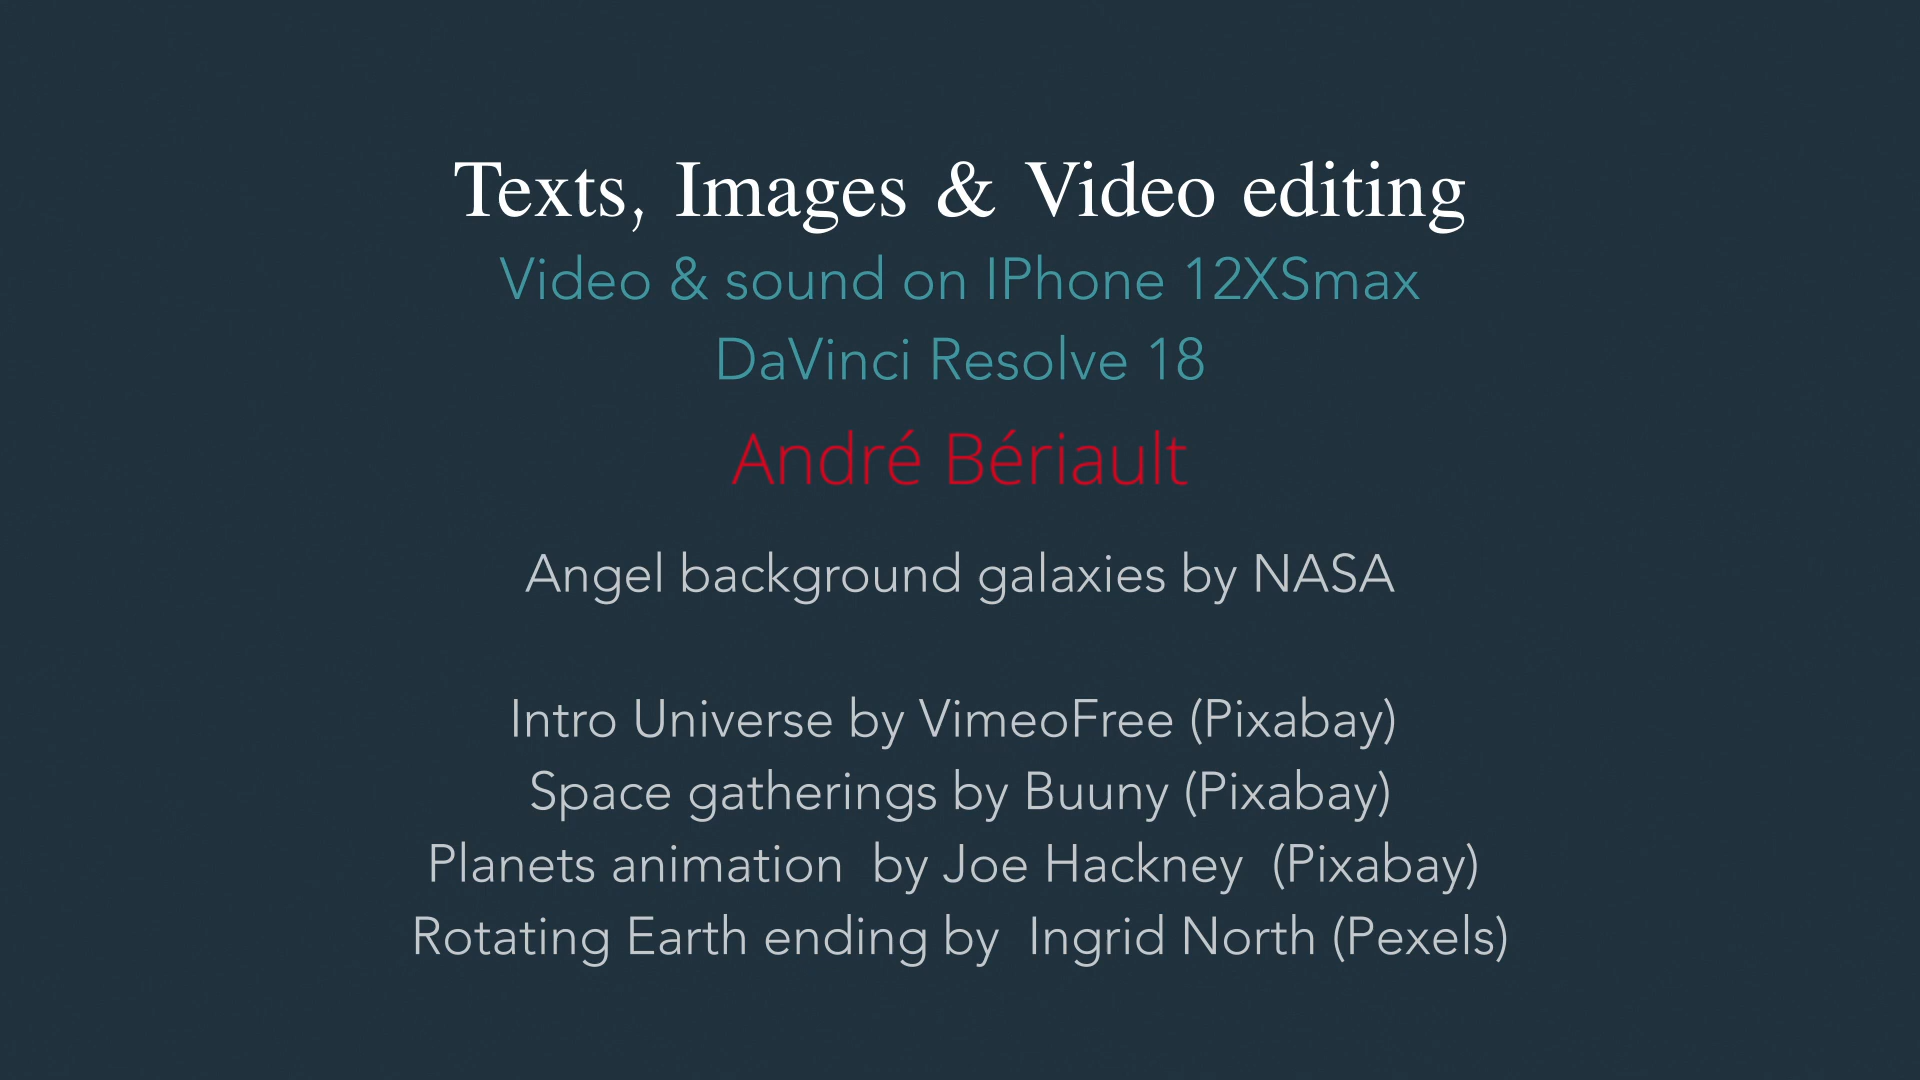 Texts, Images & Video editing
Video & sound on IPhone 12XSmax
DaVinci Resolve 18
André Bériault
Angel background galaxies by NASA
Intro Universe by VimeoFree (Pixabay)
Space gatherings by Buuny (Pixabay)
Planets animation  by Joe Hackney  (Pixabay)
Rotating Earth ending by  Ingrid North (Pexels)